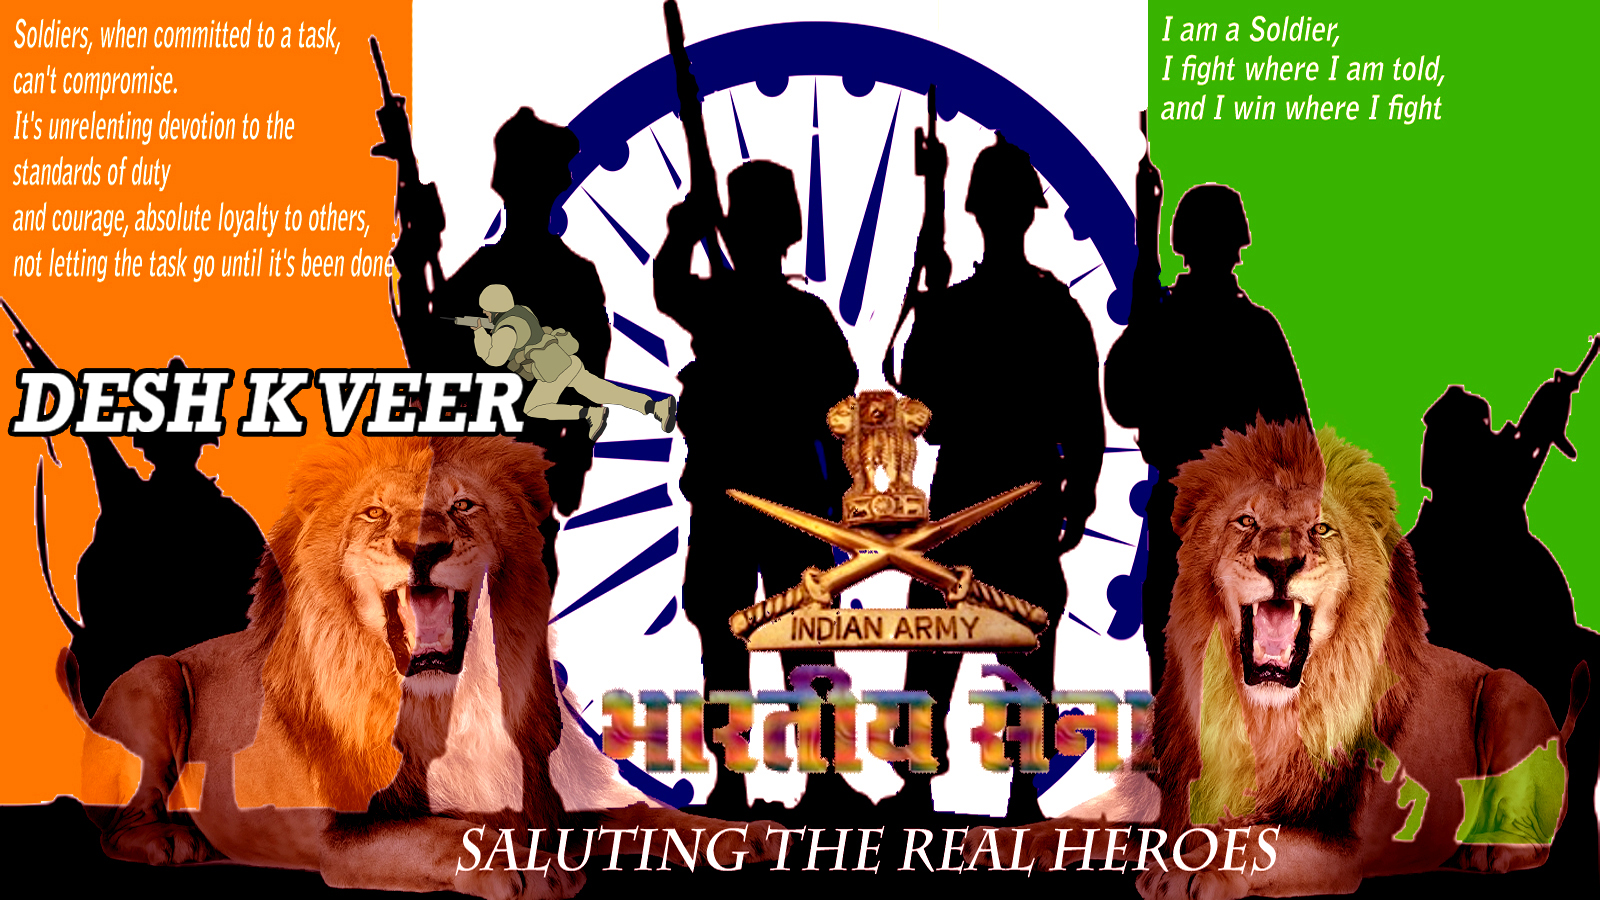 Soldiers, when committed to a task,
can't compromise.
It's unrelenting devotion to the
standards of duty
and courage, absolute loyalty to others,
not letting the task go until it's been done
I am a Soldier,
I fight where I am told,
and I win where I fight
DESH K VEER
INDIAN ARMY
भारतीय सेना
SALUTING THE REAL HEROES